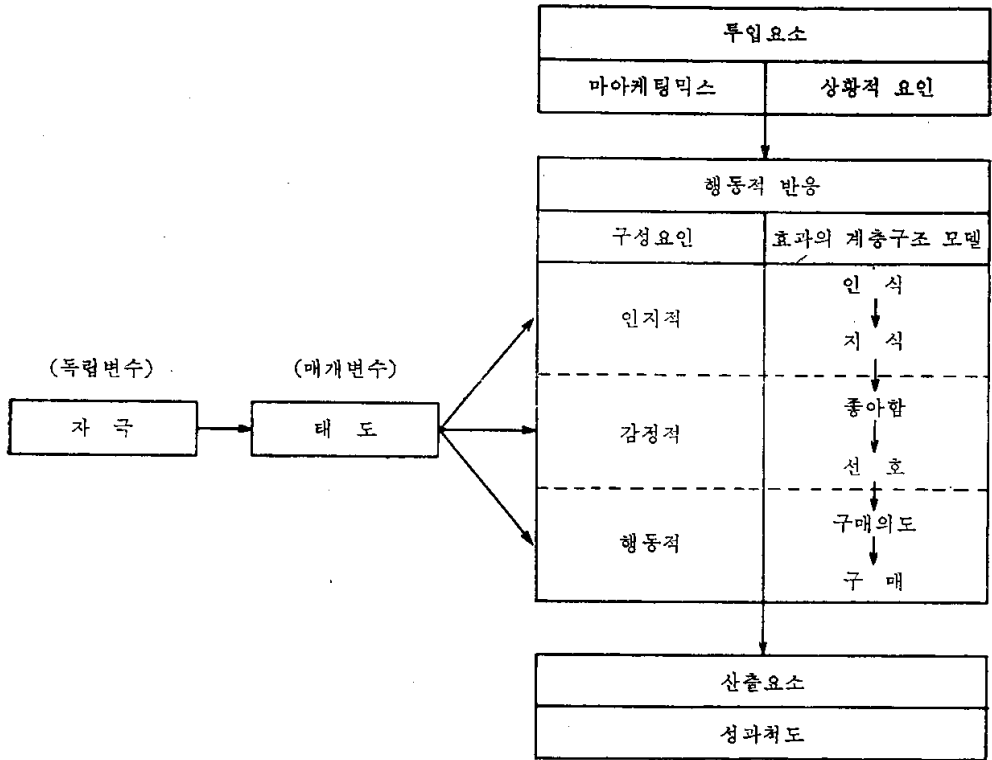 투입요소
마아케팅믹스 상황적 요인
행동적 반응
구성요인 효과의 계층구조 모델
인지적
인 식
지 식
(독립변수) (매개변수)
자 극 태 도
감정적
좋아함
선 호
행동적
구매의도
구 매
산출요소
성과척도